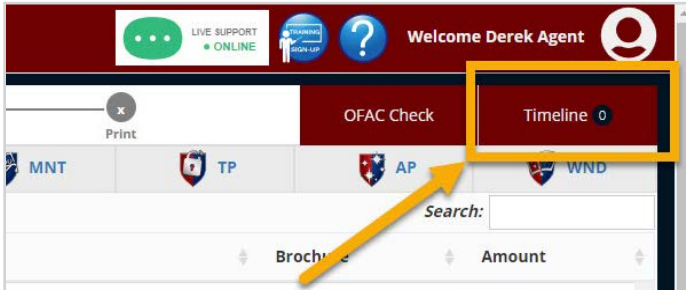 LIVE SUPPORT
ONLINE
TRAINING
SIGN-UP
?
Welcome Derek Agent
x
Print
OFAC Check
Timeline 0
MNT
TP
AP
WND
Search:
Brochure
Amount